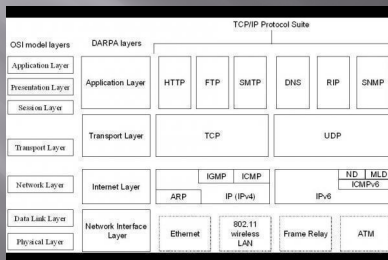 TCP/IP Protocol Suite
OSI model layers
DARPA layers
Application Layer
Presentation Layer
Session Layer
Application Layer
HTTP
FTP
SMTP
DNS
RIP
SNMP
Transport Layer
Transport Layer
TCP
UDP
Network Layer
Internet Layer
IGMP
ICMP
ARP
IP (IPv4)
ND
MLD
ICMPv6
IPv6
Data Link Layer
Physical Layer
Network Interface
Layer
Ethernet
802.11
wireless
LAN
Frame Relay
ATM